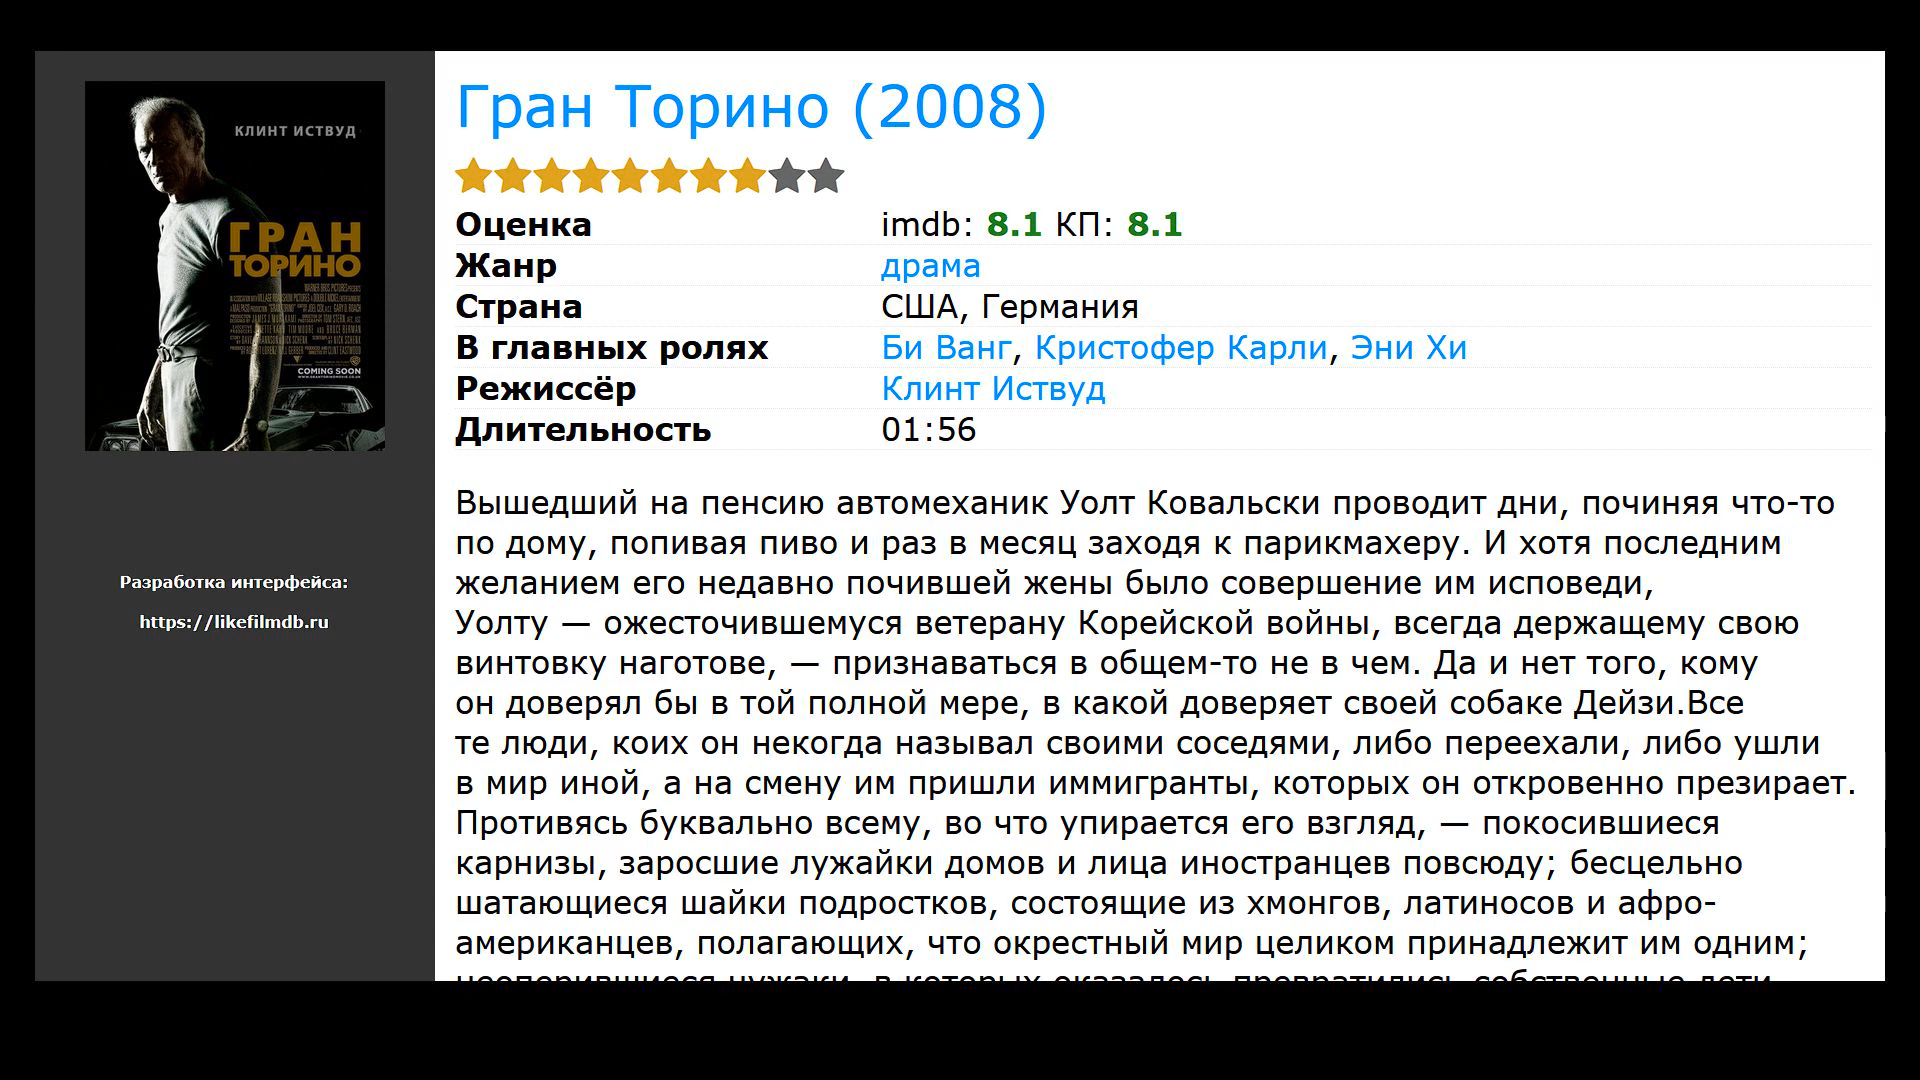 КЛИНТ ИСТВУД
ГРАН
ТОРИНО
COMING SOON
Разработка интерфейса:
https://likefilmdb.ru
Гран Торино (2008)
Оценка imdb: 8.1 КП: 8.1
Жанр драма
Страна США, Германия
В главных ролях Би Ванг, Кристофер Карли, Эни Хи
Режиссёр Клинт Иствуд
Длительность 01:56
Вышедший на пенсию автомеханик Уолт Ковальски проводит дни, починяя что-то
по дому, попивая пиво и раз в месяц заходя к парикмахеру. И хотя последним
желанием его недавно почившей жены было совершение им исповеди,
Уолту — ожесточившемуся ветерану Корейской войны, всегда держащему свою
винтовку наготове, — признаваться в общем-то не в чем. Да и нет того, кому
он доверял бы в той полной мере, в какой доверяет своей собаке Дейзи.Все
те люди, коих он некогда называл своими соседями, либо переехали, либо ушли
в мир иной, а на смену им пришли иммигранты, которых он откровенно презирает.
Противясь буквально всему, во что упирается его взгляд, — покосившиеся
карнизы, заросшие лужайки домов и лица иностранцев повсюду; бесцельно
шатающиеся шайки подростков, состоящие из хмонгов, латиносов и афро-
американцев, полагающих, что окрестный мир целиком принадлежит им одним;
неоперившиеся чужаки, в которых оказалось превратились собственные дети